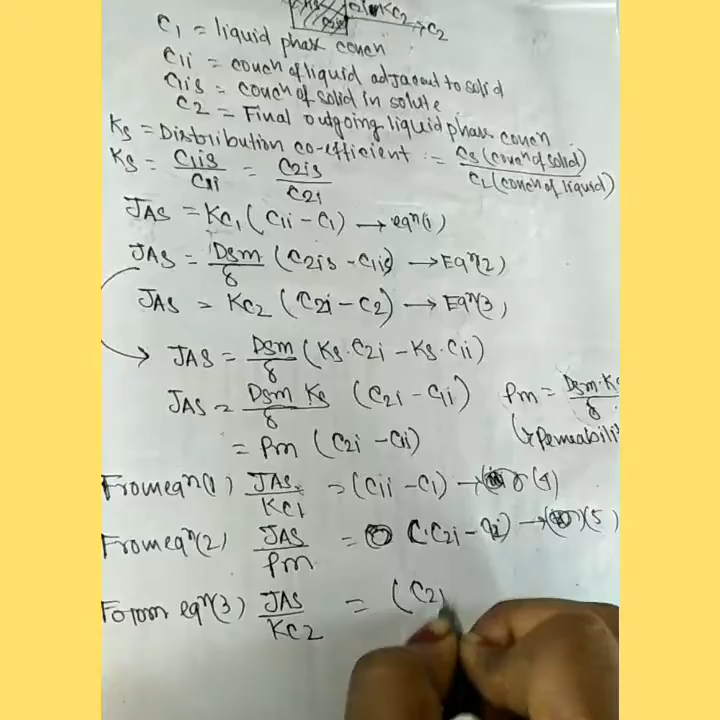 KC2 → C2
C1 = liquid phase concn
C1i = concn of liquid adjacent to solid
C1is = concn of solid in solute
C2 = Final outgoing liquid phase concn
Ks = Distribution co-efficient = Cs (concn of solid) / CL (concn of liquid)
Ks = C1is / C1i = C2is / C2i
JAS = KC1 (C1i - C1) → eqn(1)
JAS = DSm / δ (C2is - C1is) → Eqn(2)
JAS = KC2 (C2i - C2) → Eqn(3)
→ JAS = DSm / δ (Ks. C2i - Ks. C1i)
JAS = DSm Ks / δ (C2i - C1i) Pm = DSm.Ks / δ
= Pm (C2i - C1i)
From eqn(1) JAS / KC1 = (C1i - C1) → (4)
From eqn(2) JAS / Pm = (C2i - C1i) → (5)
Form eqn(3) JAS / KC2 = (C2